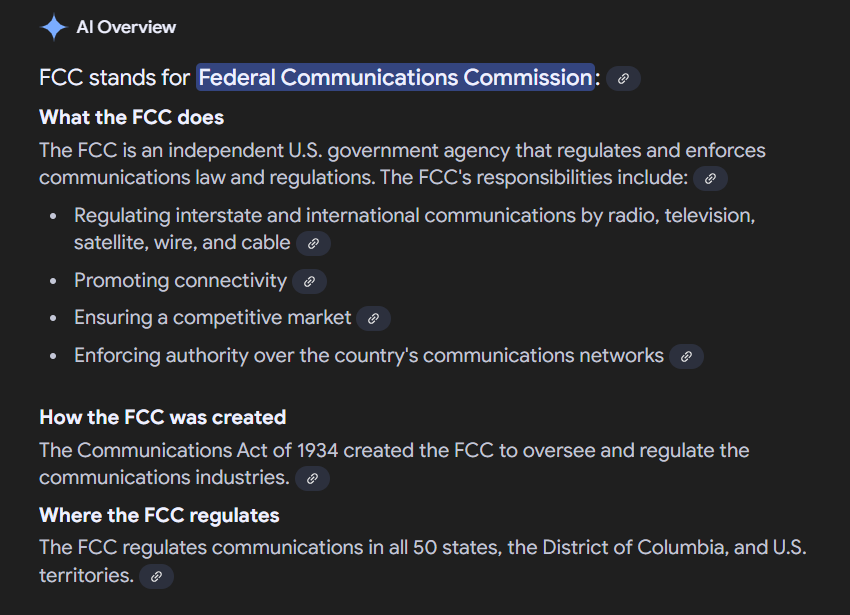 AI Overview
FCC stands for Federal Communications Commission:
What the FCC does
The FCC is an independent U.S. government agency that regulates and enforces
communications law and regulations. The FCC's responsibilities include:
• Regulating interstate and international communications by radio, television,
satellite, wire, and cable
• Promoting connectivity
• Ensuring a competitive market
• Enforcing authority over the country's communications networks
How the FCC was created
The Communications Act of 1934 created the FCC to oversee and regulate the
communications industries.
Where the FCC regulates
The FCC regulates communications in all 50 states, the District of Columbia, and U.S.
territories.